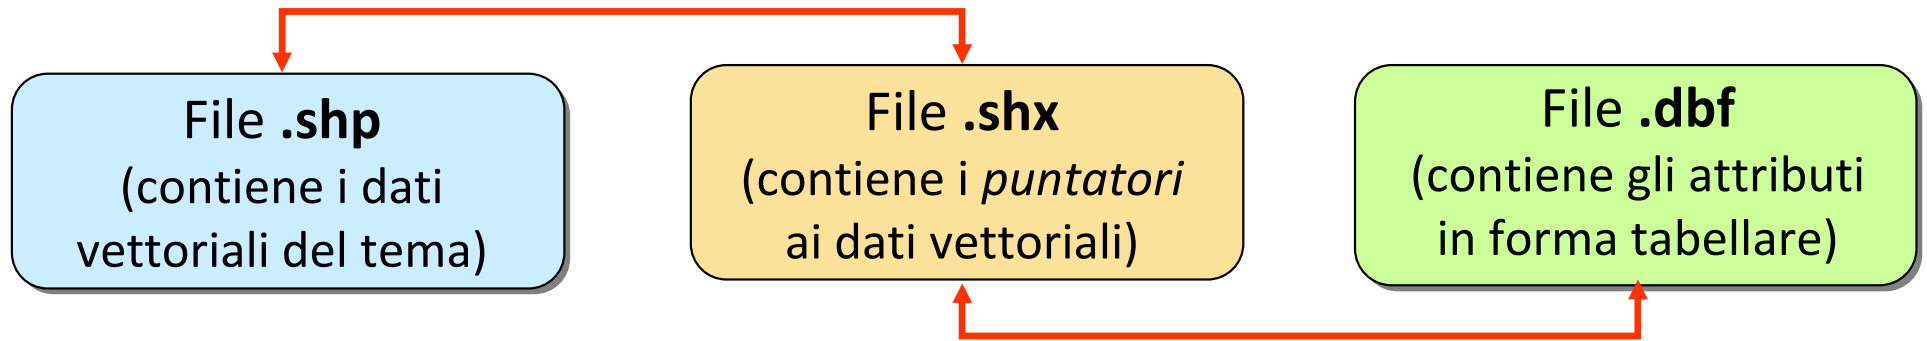 File .shp
(contiene i dati
vettoriali del tema)
File .shx
(contiene i puntatori
ai dati vettoriali)
File .dbf
(contiene gli attributi
in forma tabellare)